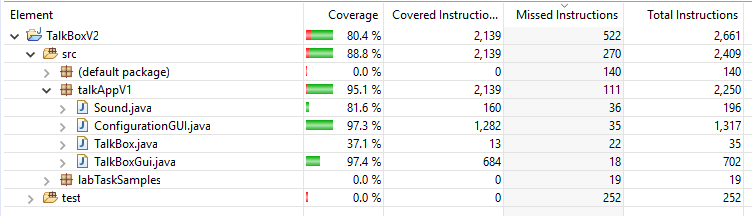 Element Coverage Covered Instructio... Missed Instructions Total Instructions
TalkBoxV2 80.4 % 2,139 522 2,661
src 88.8 % 2,139 270 2,409
(default package) 0.0 % 0 140 140
talkAppV1 95.1 % 2,139 111 2,250
Sound.java 81.6 % 160 36 196
ConfigurationGUI.java 97.3 % 1,282 35 1,317
TalkBox.java 37.1 % 13 22 35
TalkBoxGui.java 97.4 % 684 18 702
labTaskSamples 0.0 % 0 19 19
test 0.0 % 0 252 252